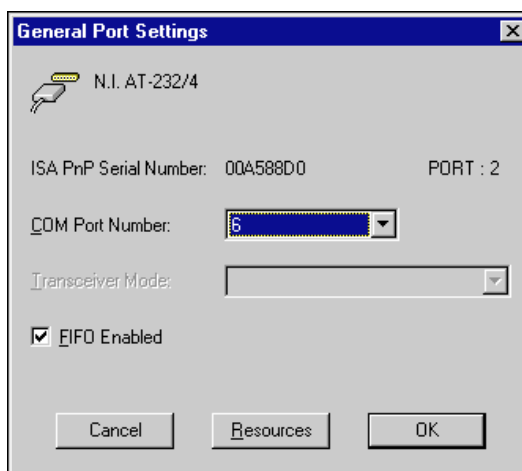 General Port Settings
N.I. AT-232/4
ISA PnP Serial Number: 00A588D0 PORT : 2
COM Port Number: 6
Transceiver Mode:
FIFO Enabled
Cancel Resources OK